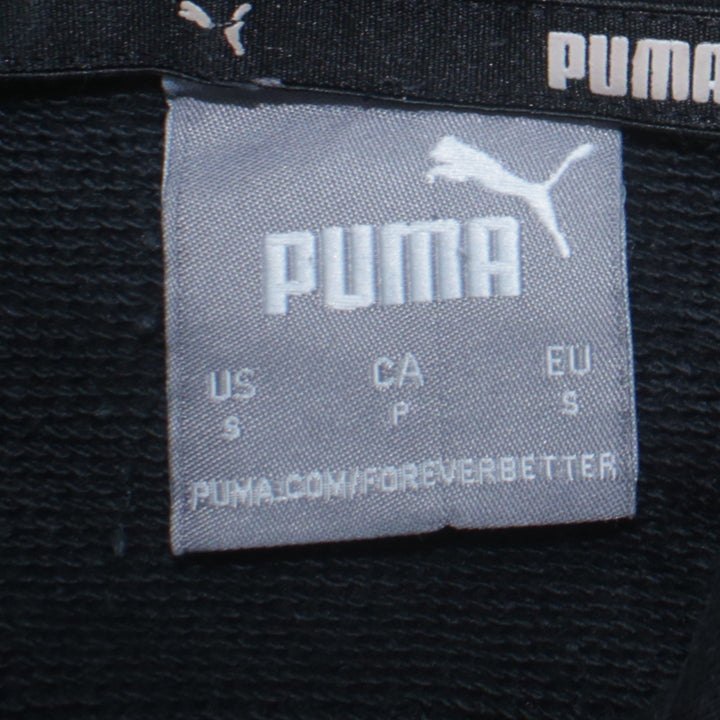 PUMA
PUMA
US CA EU
S P S
PUMA.COM/FOREVERBETTER